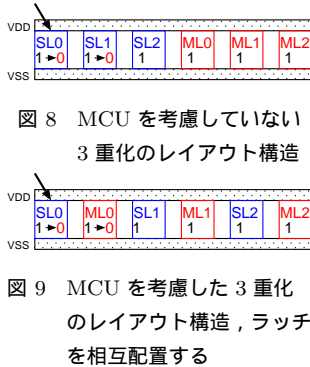 VDD
SL0 SL1 SL2 ML0 ML1 ML2
1→0 1→0 1 1 1 1
VSS
図 8 MCU を考慮していない
3 重化のレイアウト構造
VDD
SL0 ML0 SL1 ML1 SL2 ML2
1→0 1→0 1 1 1 1
VSS
図 9 MCU を考慮した 3 重化
のレイアウト構造，ラッチ
を相互配置する